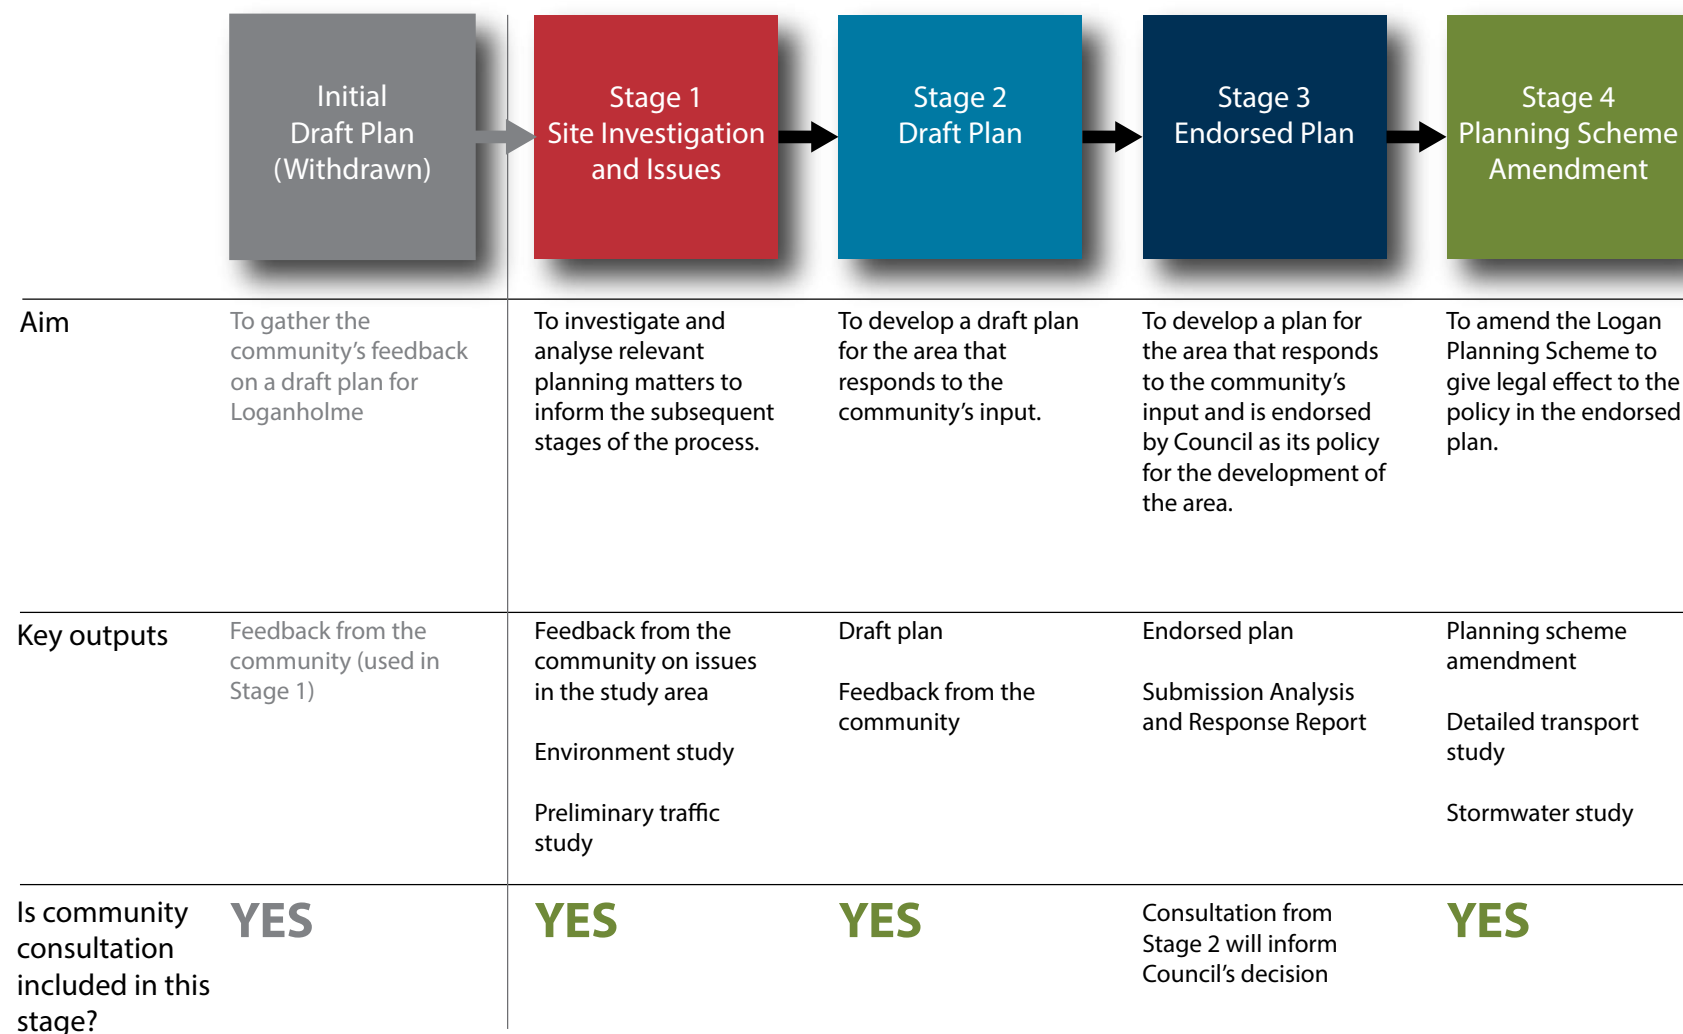 Initial
Draft Plan
(Withdrawn)
Stage 1
Site Investigation
and Issues
Stage 2
Draft Plan
Stage 3
Endorsed Plan
Stage 4
Planning Scheme
Amendment
Aim
To gather the
community’s feedback
on a draft plan for
Loganholme
To investigate and
analyse relevant
planning matters to
inform the subsequent
stages of the process.
To develop a draft plan
for the area that
responds to the
community’s input.
To develop a plan for
the area that responds
to the community’s
input and is endorsed
by Council as its policy
for the development of
the area.
To amend the Logan
Planning Scheme to
give legal effect to the
policy in the endorsed
plan.
Key outputs
Feedback from the
community (used in
Stage 1)
Feedback from the
community on issues
in the study area
Environment study
Preliminary traffic
study
Draft plan
Feedback from the
community
Endorsed plan
Submission Analysis
and Response Report
Planning scheme
amendment
Detailed transport
study
Stormwater study
Is community
consultation
included in this
stage?
YES
YES
YES
Consultation from
Stage 2 will inform
Council’s decision
YES